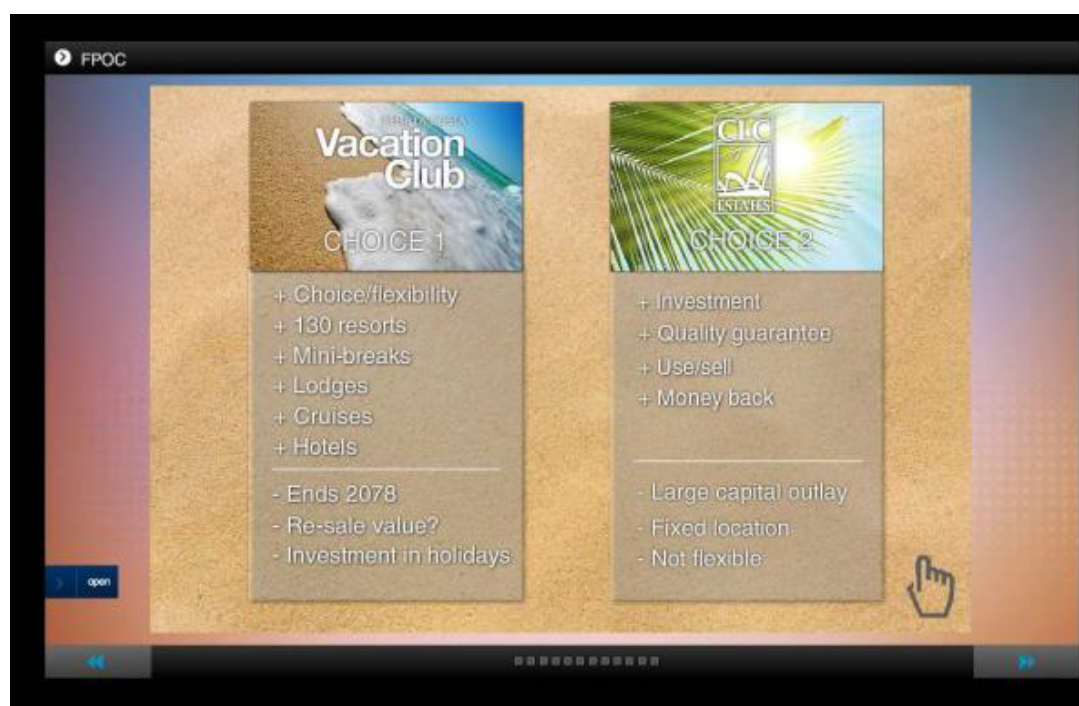 FPOC
Vacation
Club
CHOICE 1
+ Choice/flexibility
+ 130 resorts
+ Mini-breaks
+ Lodges
+ Cruises
+ Hotels
- Ends 2078
- Re-sale value?
- Investment in holidays
CLC
ESTATES
CHOICE 2
+ Investment
+ Quality guarantee
+ Use/sell
+ Money back
- Large capital outlay
- Fixed location
- Not flexible
open